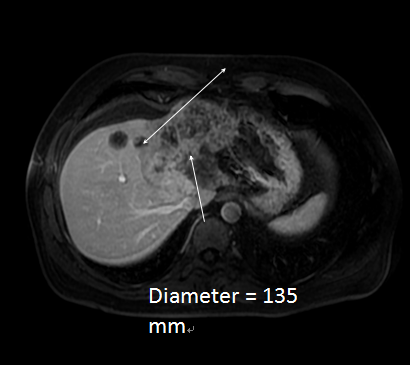 Diameter = 135
mm